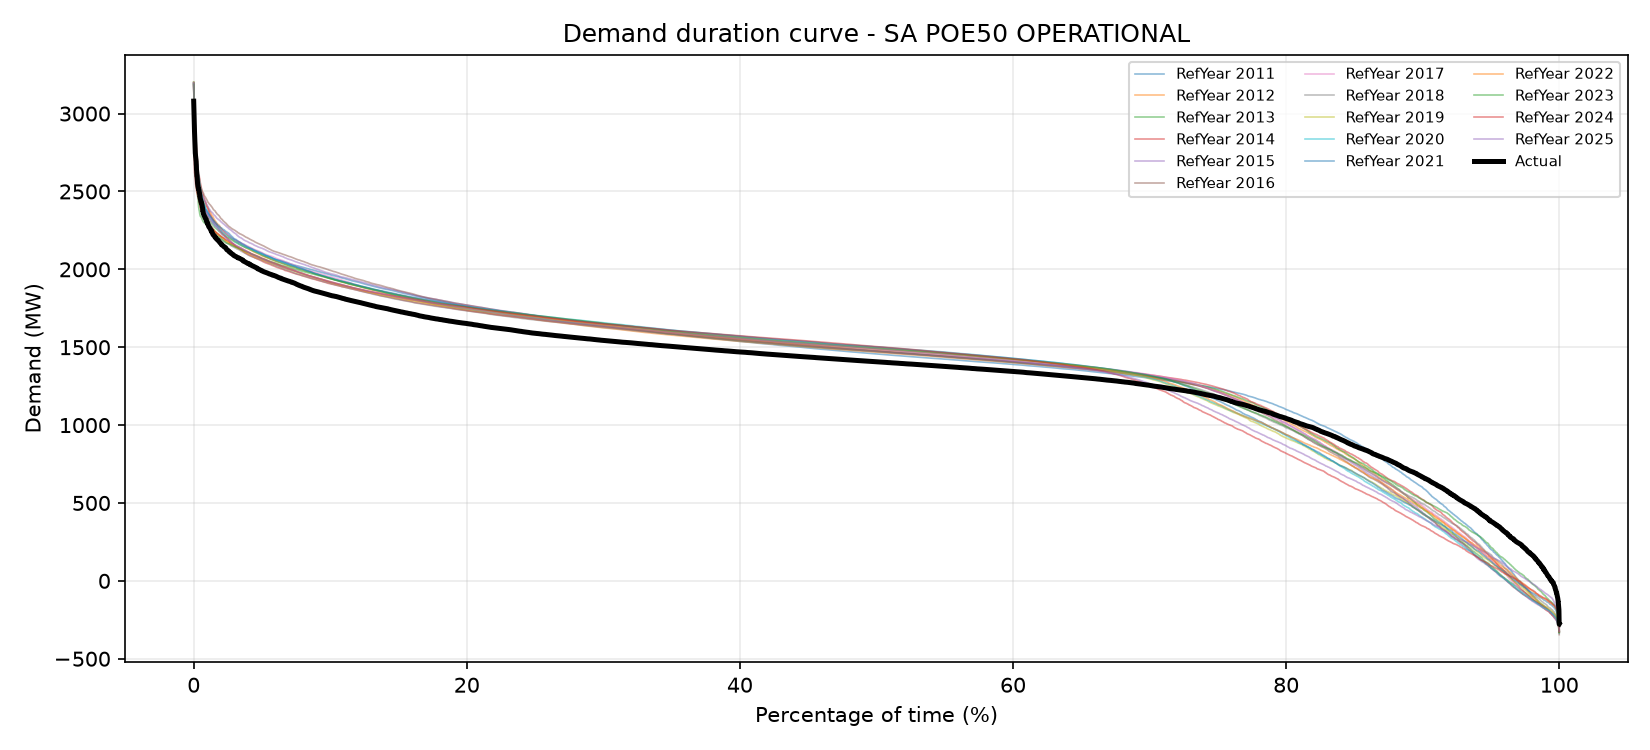 Demand duration curve - SA POE50 OPERATIONAL
RefYear 2011
RefYear 2012
RefYear 2013
RefYear 2014
RefYear 2015
RefYear 2016
RefYear 2017
RefYear 2018
RefYear 2019
RefYear 2020
RefYear 2021
RefYear 2022
RefYear 2023
RefYear 2024
RefYear 2025
Actual
Demand (MW)
3000
2500
2000
1500
1000
500
0
−500
0 20 40 60 80 100
Percentage of time (%)